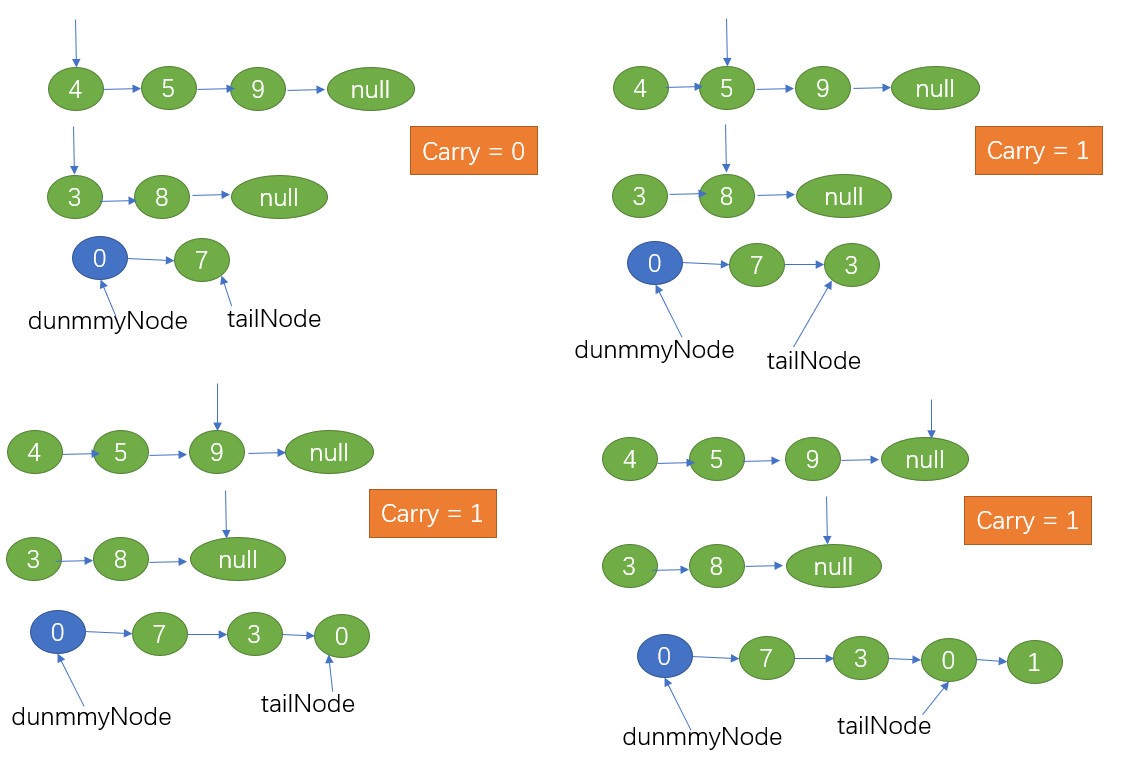 4 5 9 null
Carry = 0
3 8 null
0 7
dunmmyNode tailNode
4 5 9 null
Carry = 1
3 8 null
0 7 3
dunmmyNode tailNode
4 5 9 null
Carry = 1
3 8 null
0 7 3 0
dunmmyNode tailNode
4 5 9 null
Carry = 1
3 8 null
0 7 3 0 1
dunmmyNode tailNode